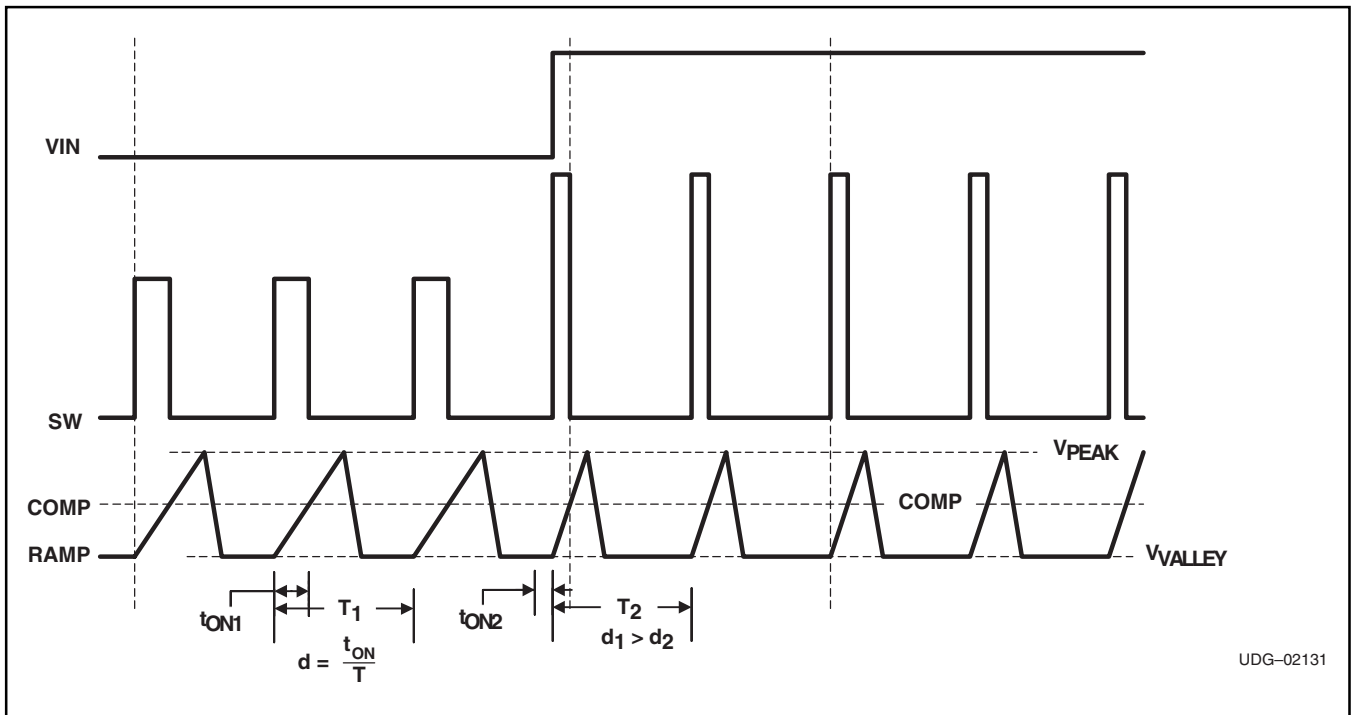 VIN
SW
VPEAK
COMP
COMP
RAMP
VVALLEY
tON1
T1
tON2
T2
d1 > d2
d = tON
T
UDG–02131